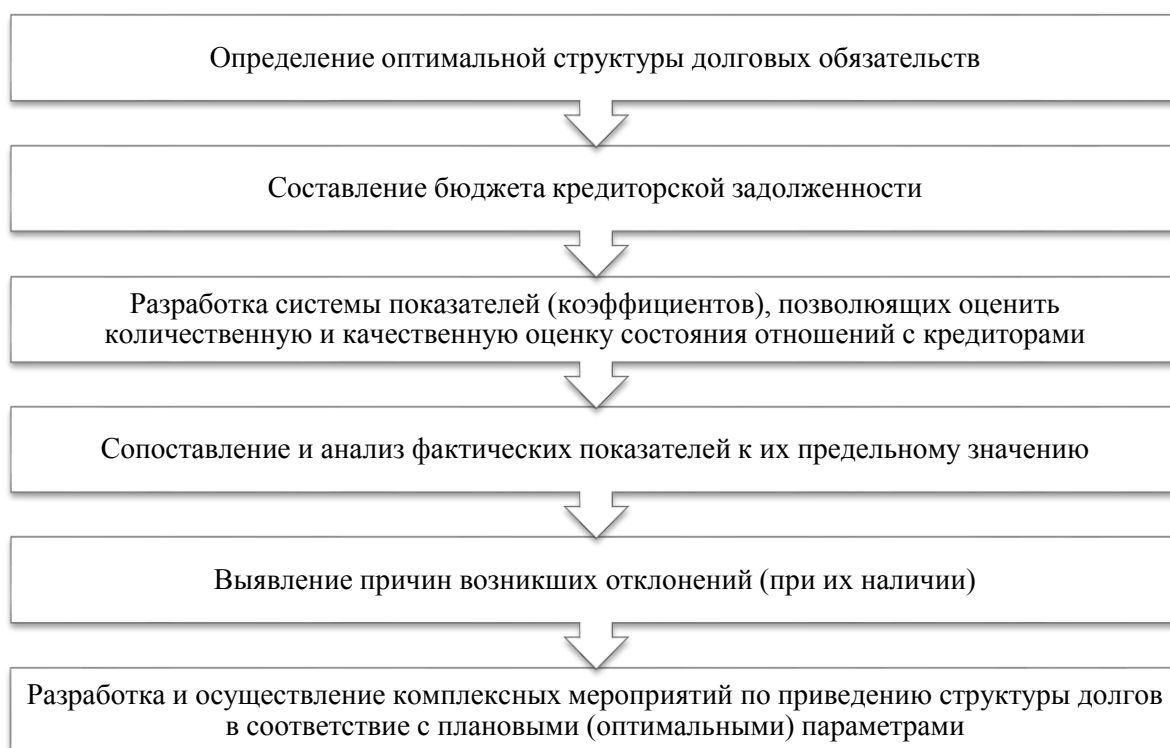 Определение оптимальной структуры долговых обязательств
Составление бюджета кредиторской задолженности
Разработка системы показателей (коэффициентов), позволюящих оценить
количественную и качественную оценку состояния отношений с кредиторами
Сопоставление и анализ фактических показателей к их предельному значению
Выявление причин возникших отклонений (при их наличии)
Разработка и осуществление комплексных мероприятий по приведению структуры долгов
в соответствие с плановыми (оптимальными) параметрами